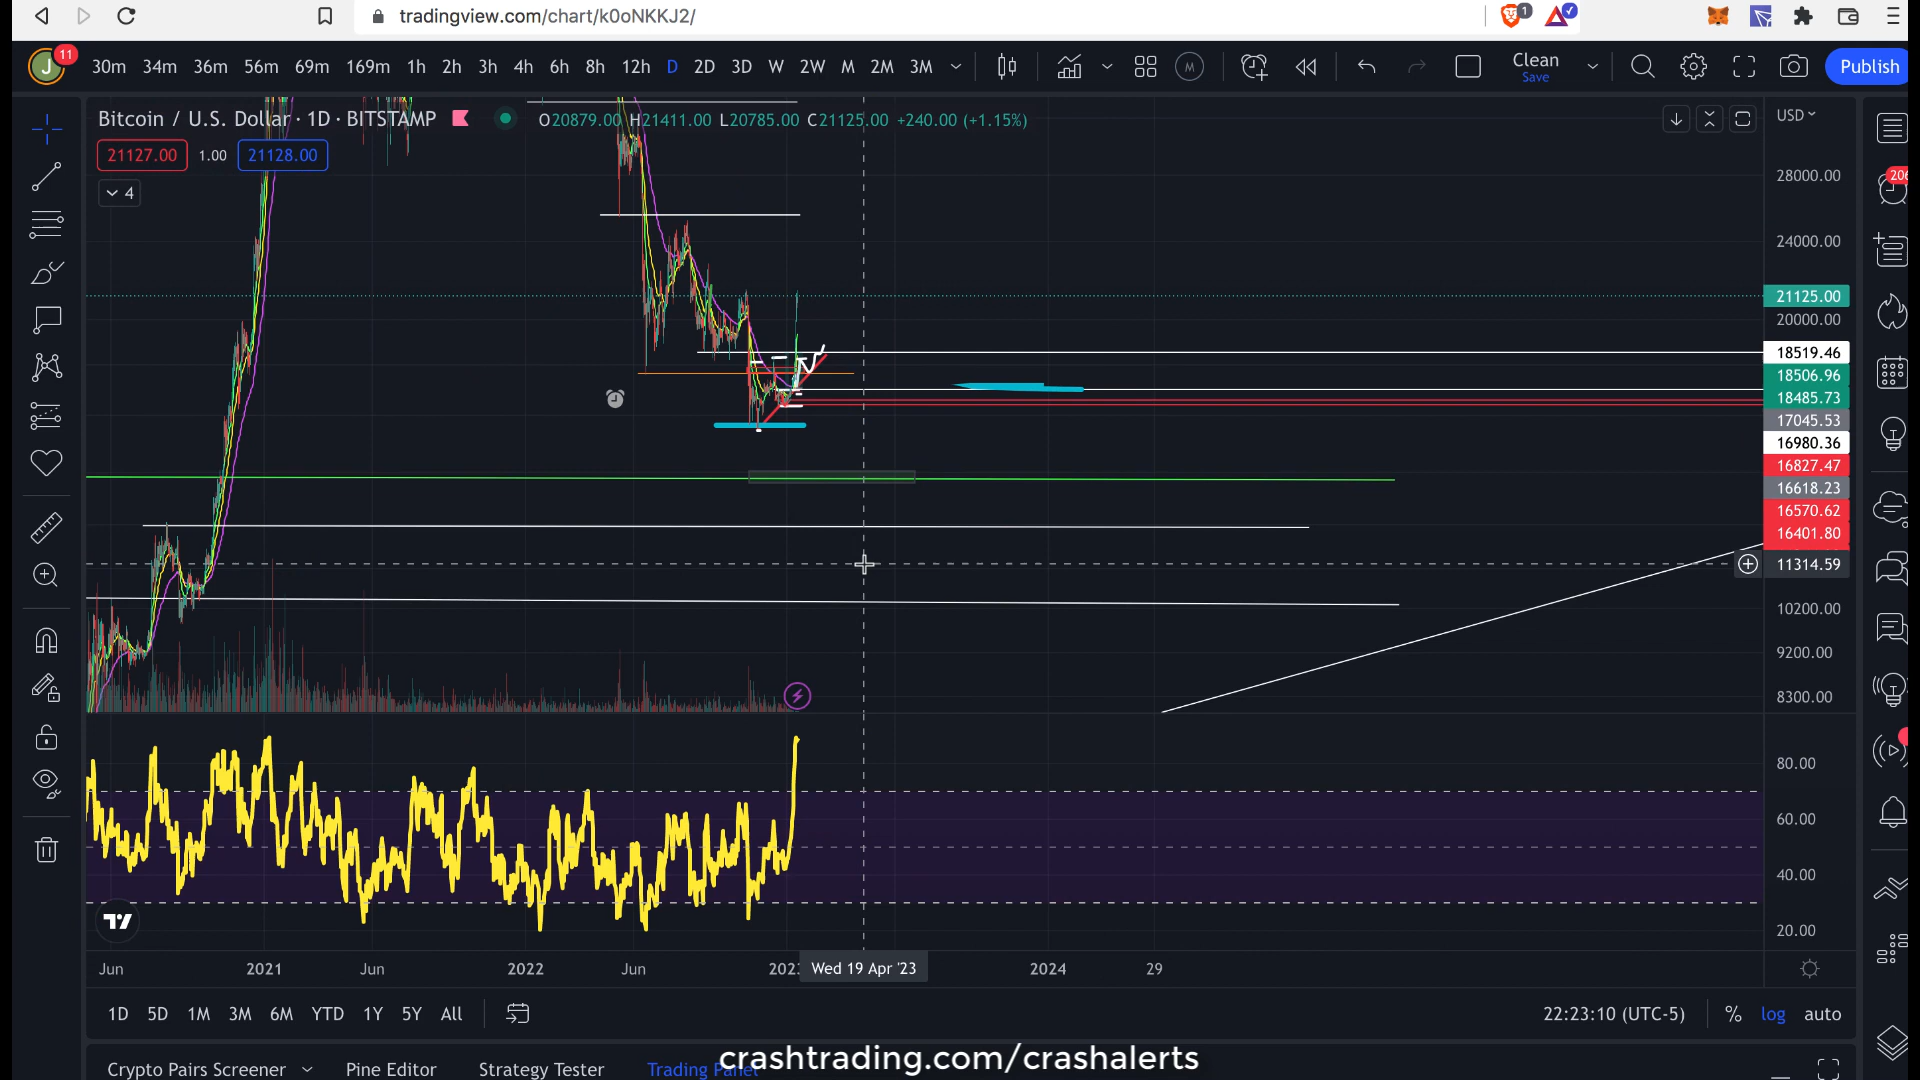 tradingview.com/chart/k0oNKKJ2/
1
J 11 30m 34m 36m 56m 69m 169m 1h 2h 3h 4h 6h 8h 12h D 2D 3D W 2W M 2M 3M M Clean Publish
Save
Bitcoin / U.S. Dollar · 1D · BITSTAMP O20879.00 H21411.00 L20785.00 C21125.00 +240.00 (+1.15%) USD
21127.00 1.00 21128.00
4
28000.00
24000.00
21125.00
20000.00
18519.46
18506.96
18485.73
17045.53
16980.36
16827.47
16618.23
16570.62
16401.80
11314.59
10200.00
9200.00
8300.00
80.00
60.00
40.00
20.00
Jun 2021 Jun 2022 Jun Wed 19 Apr '23 2024 29
1D 5D 1M 3M 6M YTD 1Y 5Y All 22:23:10 (UTC-5) % log auto
Crypto Pairs Screener Pine Editor Strategy Tester Trading Panel
crashtrading.com/crashalerts